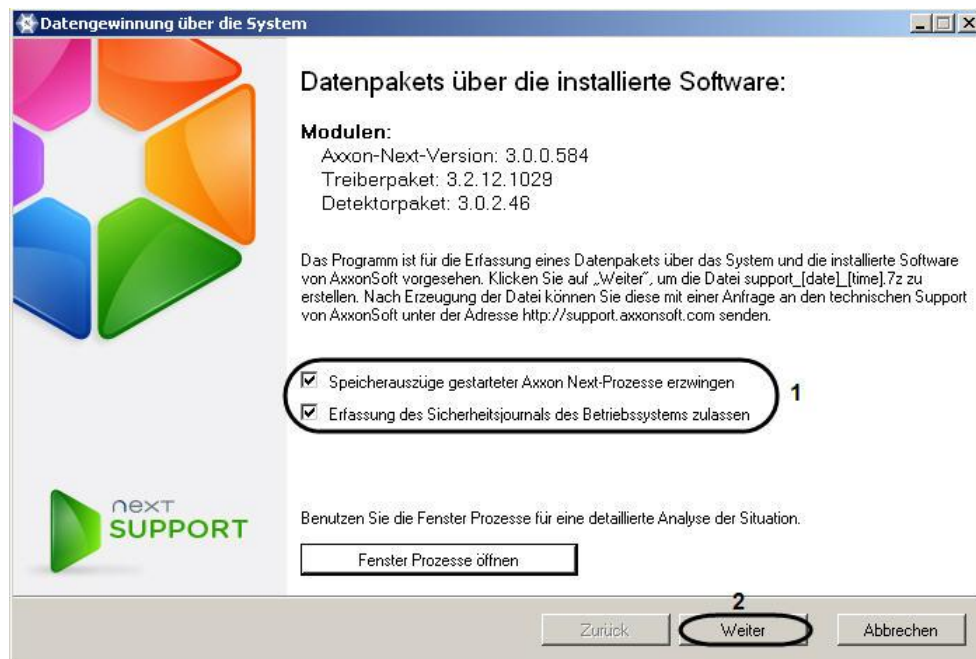 Datengewinnung über die System
Datenpakets über die installierte Software:
Modulen:
Axxon-Next-Version: 3.0.0.584
Treiberpaket: 3.2.12.1029
Detektorpaket: 3.0.2.46
Das Programm ist für die Erfassung eines Datenpakets über das System und die installierte Software
von AxxonSoft vorgesehen. Klicken Sie auf „Weiter“, um die Datei support_[date]_[time].7z zu
erstellen. Nach Erzeugung der Datei können Sie diese mit einer Anfrage an den technischen Support
von AxxonSoft unter der Adresse http://support.axxonsoft.com senden.
Speicherauszüge gestarteter Axxon Next-Prozesse erzwingen
1
Erfassung des Sicherheitsjournals des Betriebssystems zulassen
next
SUPPORT
Benutzen Sie die Fenster Prozesse für eine detaillierte Analyse der Situation.
Fenster Prozesse öffnen
2
Zurück
Weiter
Abbrechen